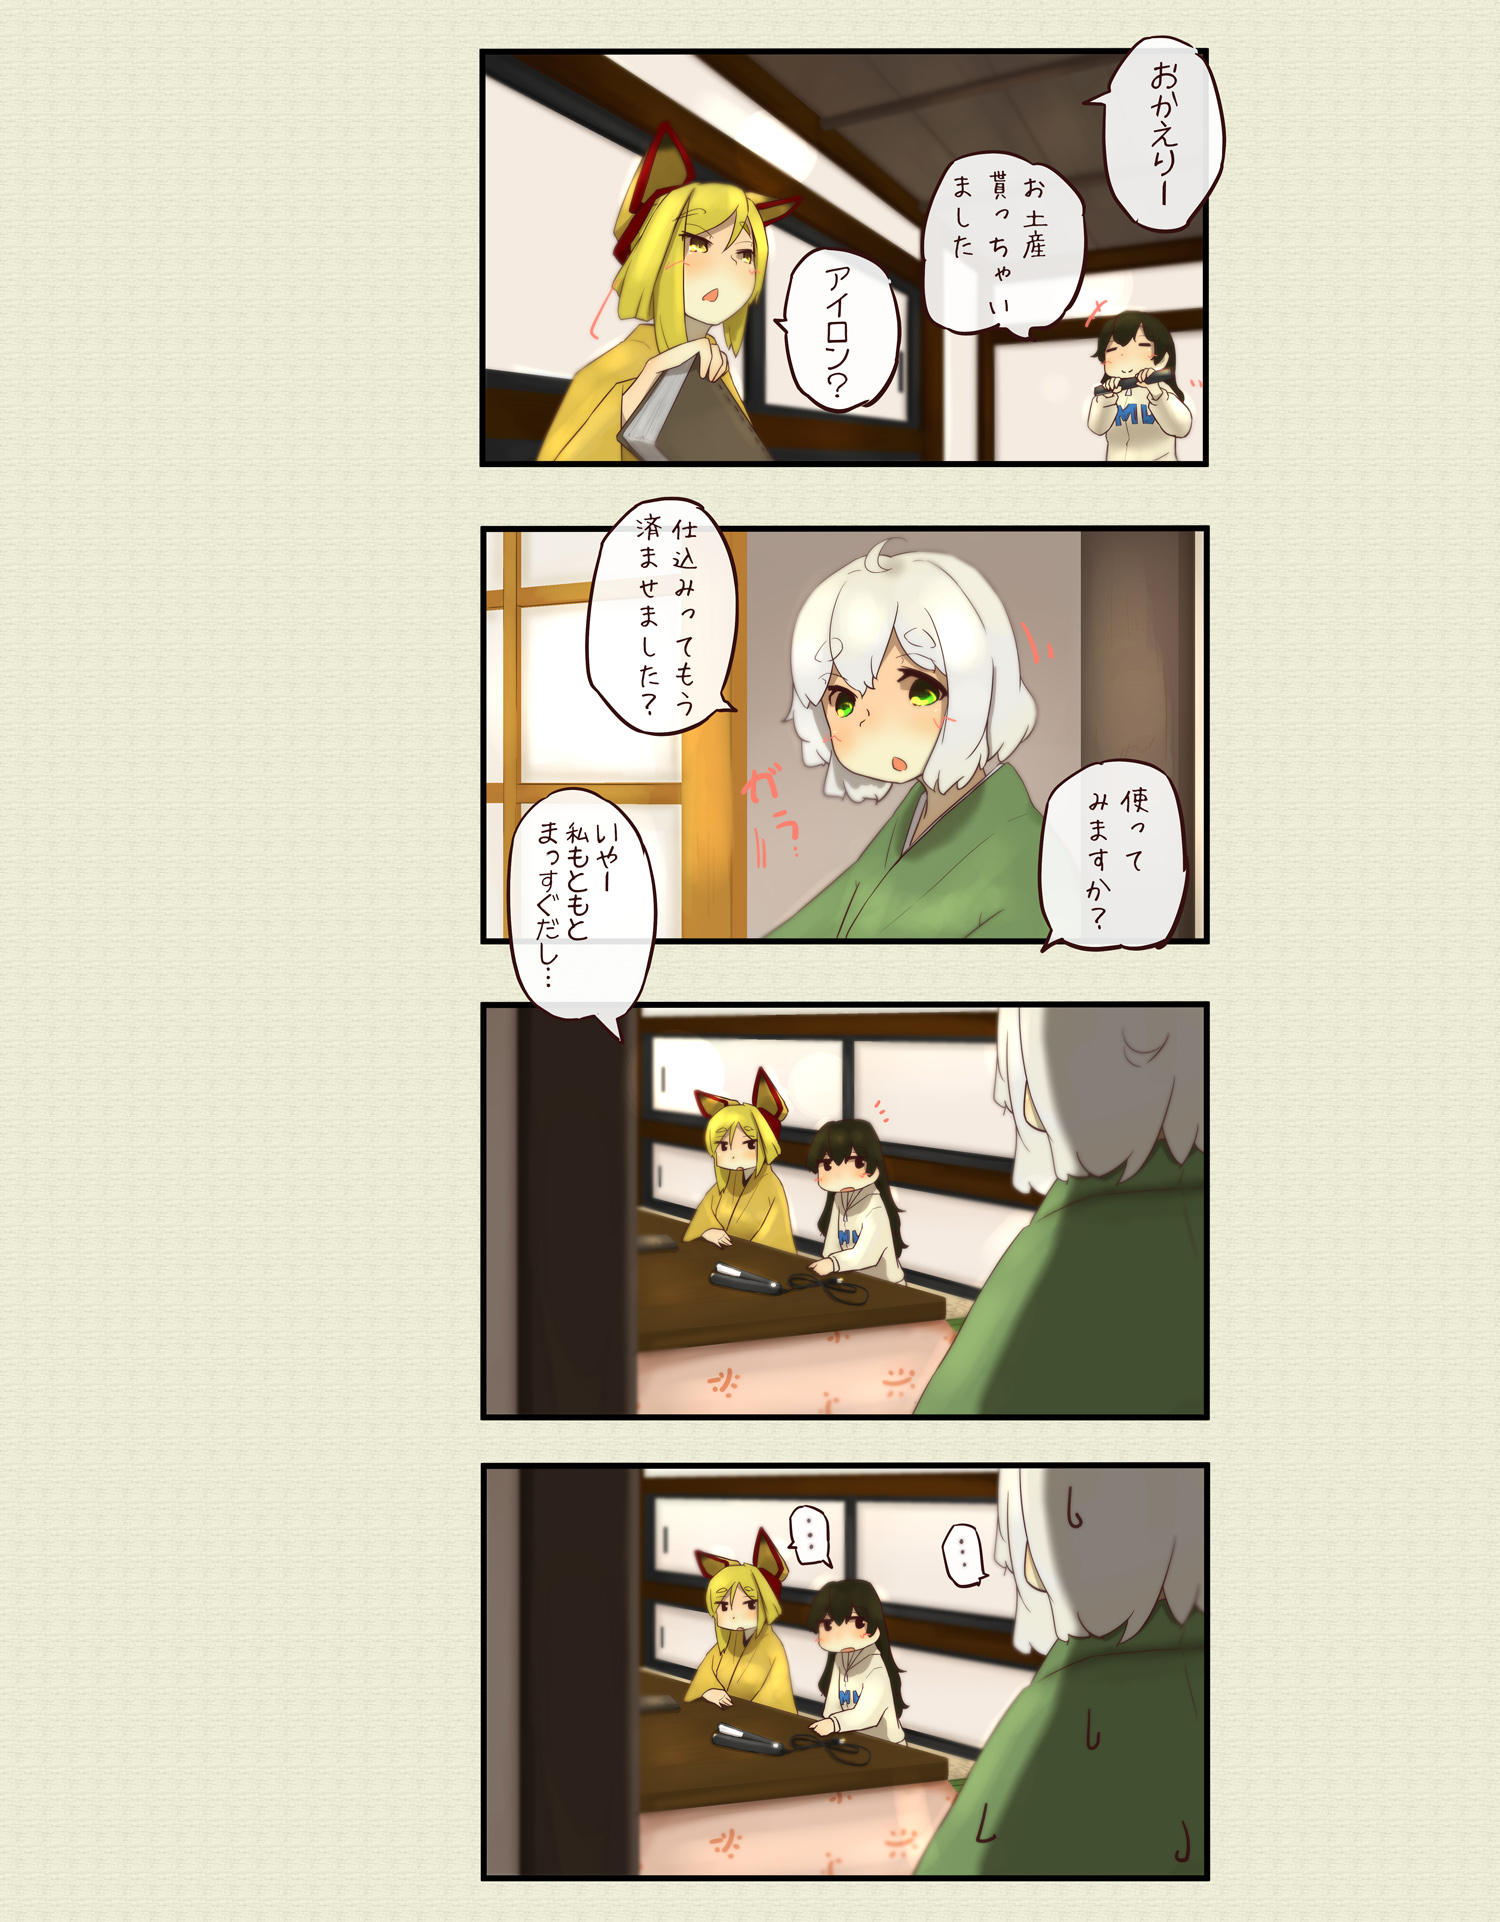 おかえりー
お土産
貰っちゃい
ました
アイロン?
MU
仕込みってもう
済ませました?
ガラ…
使って
みますか?
いやー
私もともと
まっすぐだし…
…
…